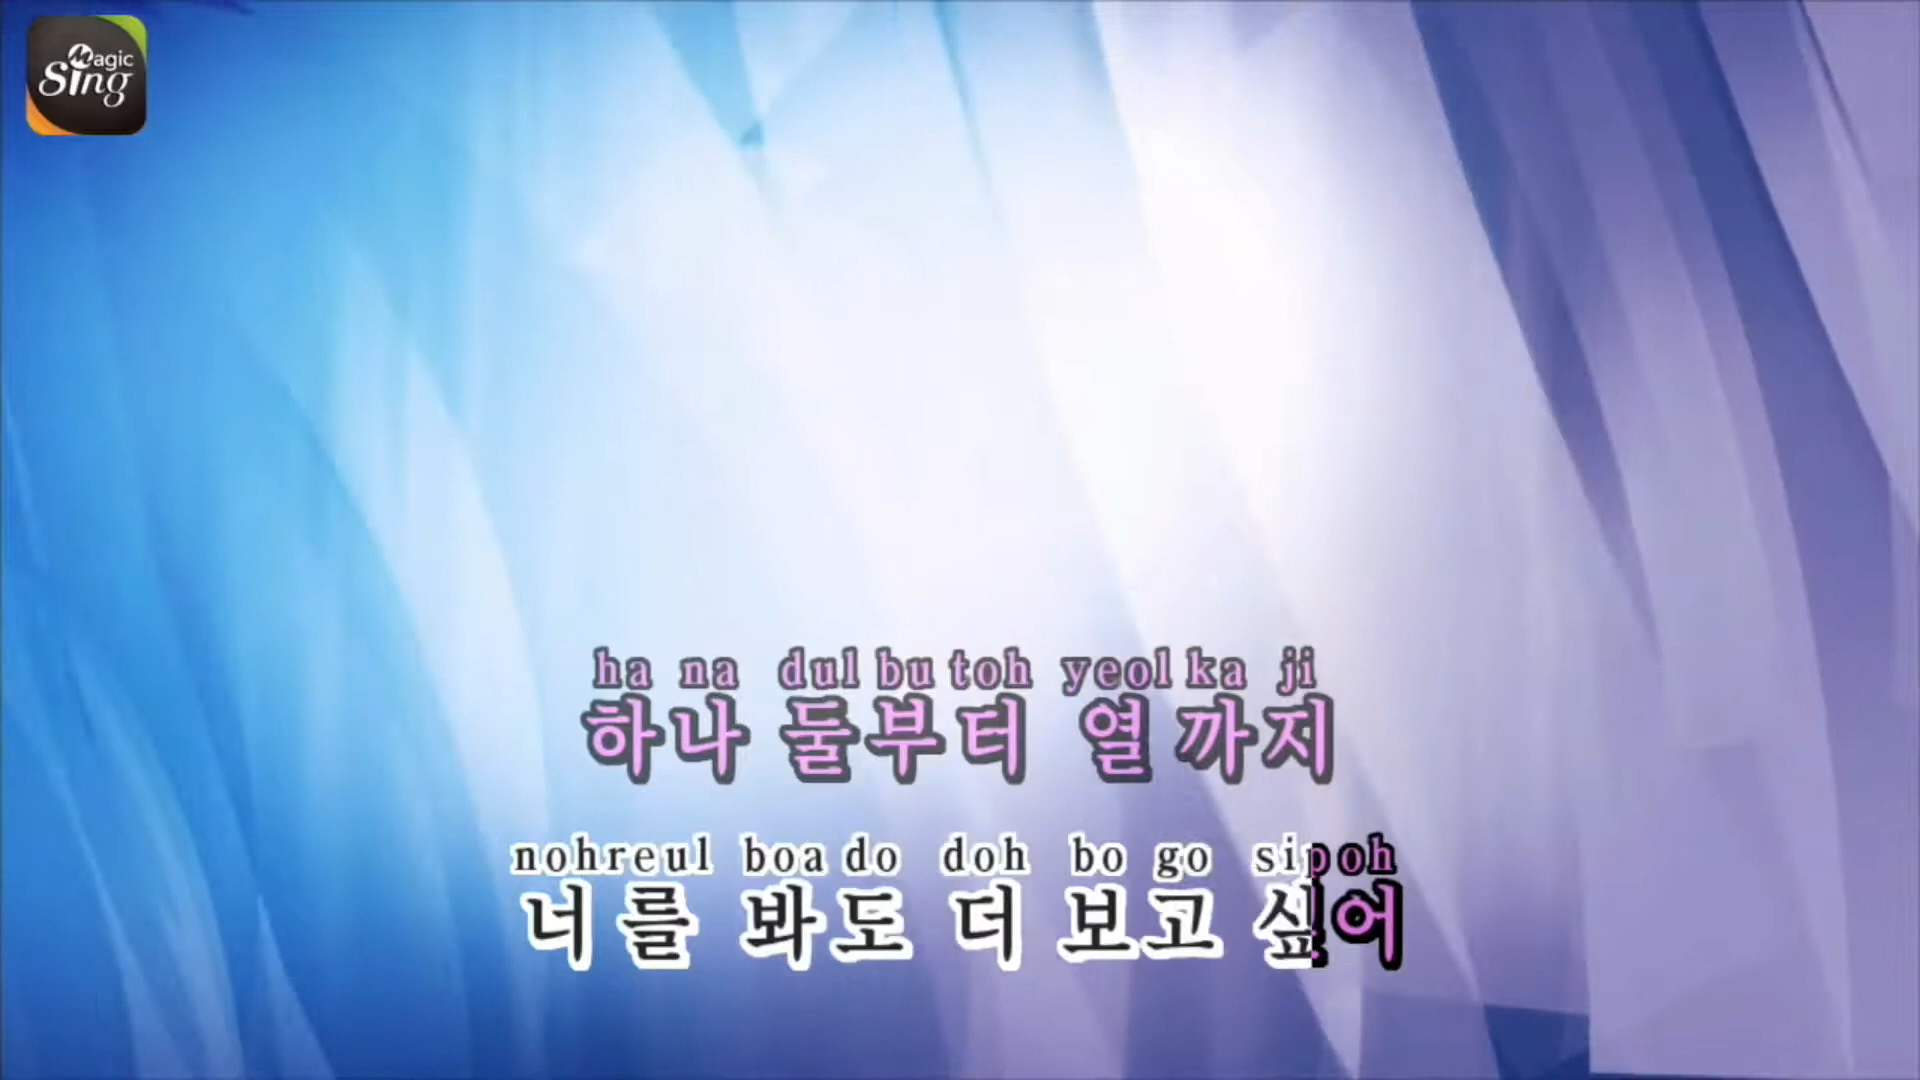 Magic
Sing
ha na dul bu toh yeol ka ji
하나 둘부터 열까지
nohreul boa do doh bo go sipoh
너를 봐도 더 보고 싶어